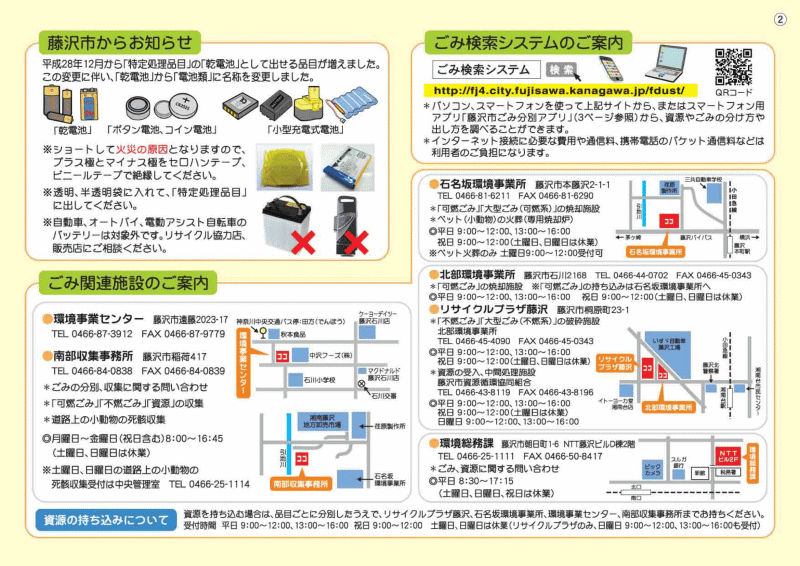 ②
藤沢市からお知らせ
平成28年12月から「特定処理品目」の「乾電池」として出せる品目が増えました。
この変更に伴い、「乾電池」から「電池類」に名称を変更しました。
「乾電池」
「ボタン電池、コイン電池」
「小型充電式電池」
※ショートして火災の原因となりますので、
プラス極とマイナス極をセロハンテープ、
ビニールテープで絶縁してください。
※透明、半透明袋に入れて、「特定処理品目」
に出してください。
※自動車、オートバイ、電動アシスト自転車の
バッテリーは対象外です。リサイクル協力店、
販売店にご相談ください。
ごみ検索システムのご案内
ごみ検索システム
検索
http://fj4.city.fujisawa.kanagawa.jp/fdust/
QRコード
＊パソコン、スマートフォンを使って上記サイトから、またはスマートフォン用
アプリ「藤沢市ごみ分別アプリ」(3ページ参照)から、資源やごみの分け方や
出し方を調べることができます。
＊インターネット接続に必要な費用や通信料、携帯電話のパケット通信料などは
利用者のご負担になります。
ごみ関連施設のご案内
●環境事業センター 藤沢市遠藤2023-17
TEL 0466-87-3912 FAX 0466-87-9779
●南部収集事務所 藤沢市稲荷417
TEL 0466-84-0838 FAX 0466-84-0839
＊ごみの分別、収集に関する問い合わせ
＊「可燃ごみ」「不燃ごみ」「資源」の収集
＊道路上の小動物の死骸収集
◎月曜日～金曜日(祝日含む)8:00～16:45
(土曜日、日曜日は休業)
※土曜日、日曜日の道路上の小動物の
死骸収集受付は中央管理室 TEL 0466-25-1114
神奈川中央交通バス停:田方(でんぼう)
ケーヨーデイツー
藤沢石川店
秋本食品
環境事業センター
ココ
中沢フーズ(株)
石川小学校
マクドナルド
藤沢石川店
石川交番
湘南藤沢
地方卸売市場
荏原製作所
引地川
ココ
南部収集事務所
石名坂
環境事業所
●石名坂環境事業所 藤沢市本藤沢2-1-1
TEL 0466-81-6211 FAX 0466-81-6290
＊「可燃ごみ」「大型ごみ(可燃系)」の焼却施設
＊ペット(小動物)の火葬(専用焼却炉)
◎平日 9:00～12:00、13:00～16:00
祝日 9:00～12:00(土曜日、日曜日は休業)
＊ペット火葬のみ 土曜日9:00～12:00受付可
三共自動車学校
荏原
製作所
引地川
小田急線
ココ
茅ヶ崎
藤沢バイパス
横浜
藤沢
本町駅
石名坂環境事業所
●北部環境事業所 藤沢市石川2168 TEL 0466-44-0702 FAX 0466-45-0343
＊「可燃ごみ」の焼却施設 ※「可燃ごみ」の持ち込みは石名坂環境事業所へ
◎平日 9:00～12:00、13:00～16:00 祝日 9:00～12:00(土曜日、日曜日は休業)
●リサイクルプラザ藤沢 藤沢市桐原町23-1
＊「不燃ごみ」「大型ごみ(不燃系)」の破砕施設
北部環境事業所
TEL 0466-45-4090 FAX 0466-45-0343
◎平日 9:00～12:00、13:00～16:00
祝日 9:00～12:00(土曜日、日曜日は休業)
＊資源の受入、中間処理施設
藤沢市資源循環協同組合
TEL 0466-43-8119 FAX 0466-43-8196
◎平日 9:00～12:00、13:00～16:00
祝日 9:00～12:00(土曜日は休業)
日曜日 9:00～12:00、13:00～16:00
いすゞ自動車
藤沢工場
リサイクル
プラザ藤沢
ココ
小田急線
藤沢北
警察署
湘南台駅
湘南台市民センター
イトーヨーカ堂
湘南台店
北部環境事業所
●環境総務課 藤沢市朝日町1-6 NTT藤沢ビルD棟2階
TEL 0466-25-1111 FAX 0466-50-8417
＊ごみ、資源に関する問い合わせ
◎平日 8:30～17:15
(土曜日、日曜日、祝日は休業)
ビック
カメラ
スルガ
銀行
新館
NTT
ビル2F
税務署
環境総務課
北口
南口
資源の持ち込みについて
資源を持ち込む場合は、品目ごとに分別したうえで、リサイクルプラザ藤沢、石名坂環境事業所、環境事業センター、南部収集事務所までお持ちください。
受付時間 平日 9:00～12:00、13:00～16:00 祝日 9:00～12:00 土曜日、日曜日は休業(リサイクルプラザのみ、日曜日 9:00～12:00、13:00～16:00も受付)